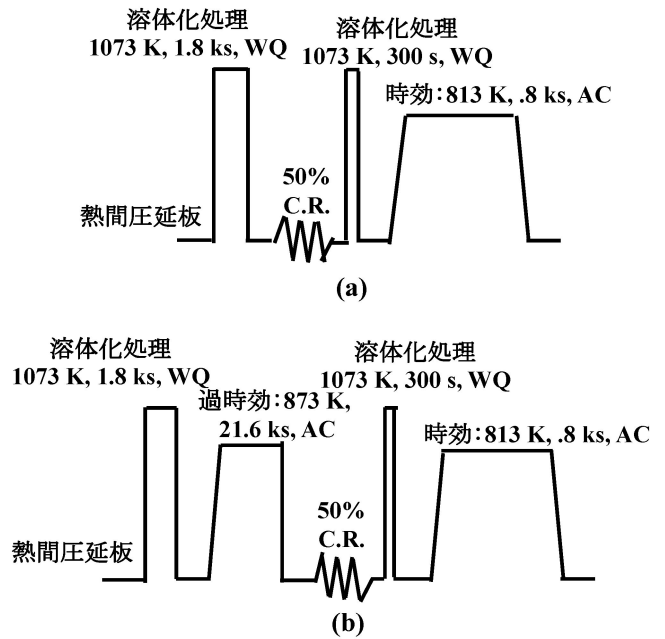 溶体化処理
1073 K, 1.8 ks, WQ
溶体化処理
1073 K, 300 s, WQ
時効：813 K, .8 ks, AC
50%
C.R.
熱間圧延板
(a)
溶体化処理
1073 K, 1.8 ks, WQ
溶体化処理
1073 K, 300 s, WQ
過時効：873 K,
21.6 ks, AC
時効：813 K, .8 ks, AC
50%
C.R.
熱間圧延板
(b)